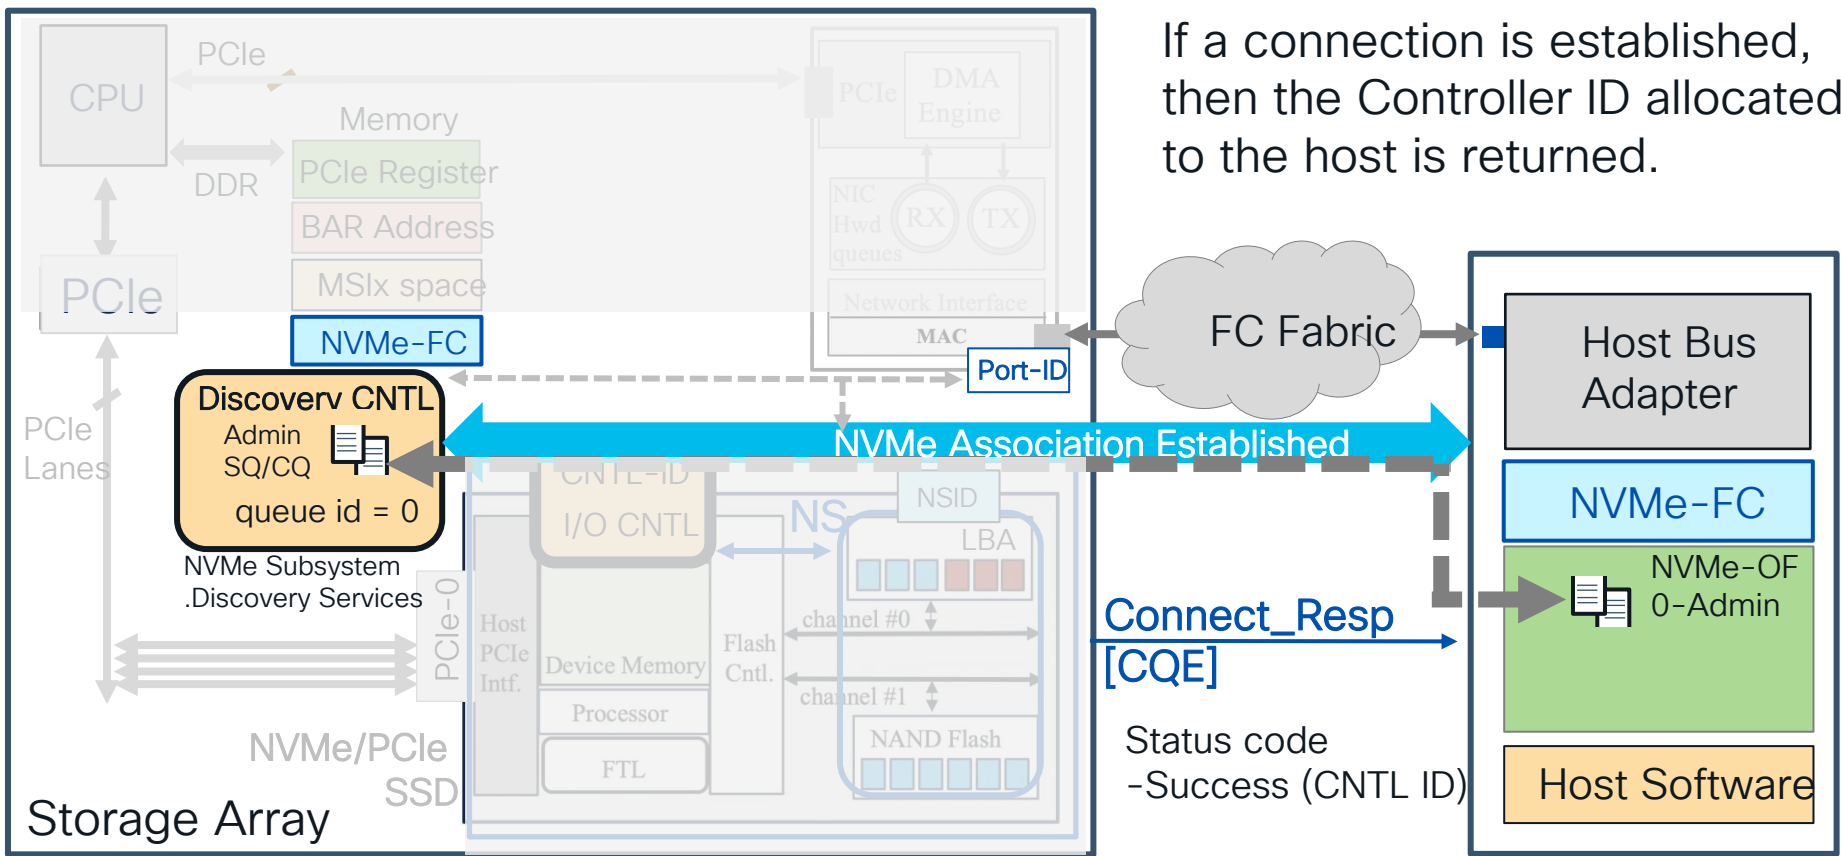 If a connection is established,
then the Controller ID allocated
to the host is returned.
PCIe
CPU
Memory
DDR
PCIe Register
BAR Address
MSIx space
PCIe
NVMe-FC
PCIe
DMA
Engine
NIC
Hwd
queues
RX
TX
Network Interface
MAC
Port-ID
FC Fabric
Host Bus
Adapter
Discovery CNTL
Admin
SQ/CQ
queue id = 0
NVMe Subsystem
.Discovery Services
PCIe
Lanes
NVMe Association Established
CNTL-ID
I/O CNTL
NS
NSID
LBA
NVMe-FC
NVMe-OF
0-Admin
PCIe-0
Host
PCIe
Intf.
Device Memory
Flash
Cntl.
channel #0
channel #1
Processor
FTL
NAND Flash
Connect_Resp
[CQE]
Status code
-Success (CNTL ID)
Host Software
NVMe/PCIe
SSD
Storage Array